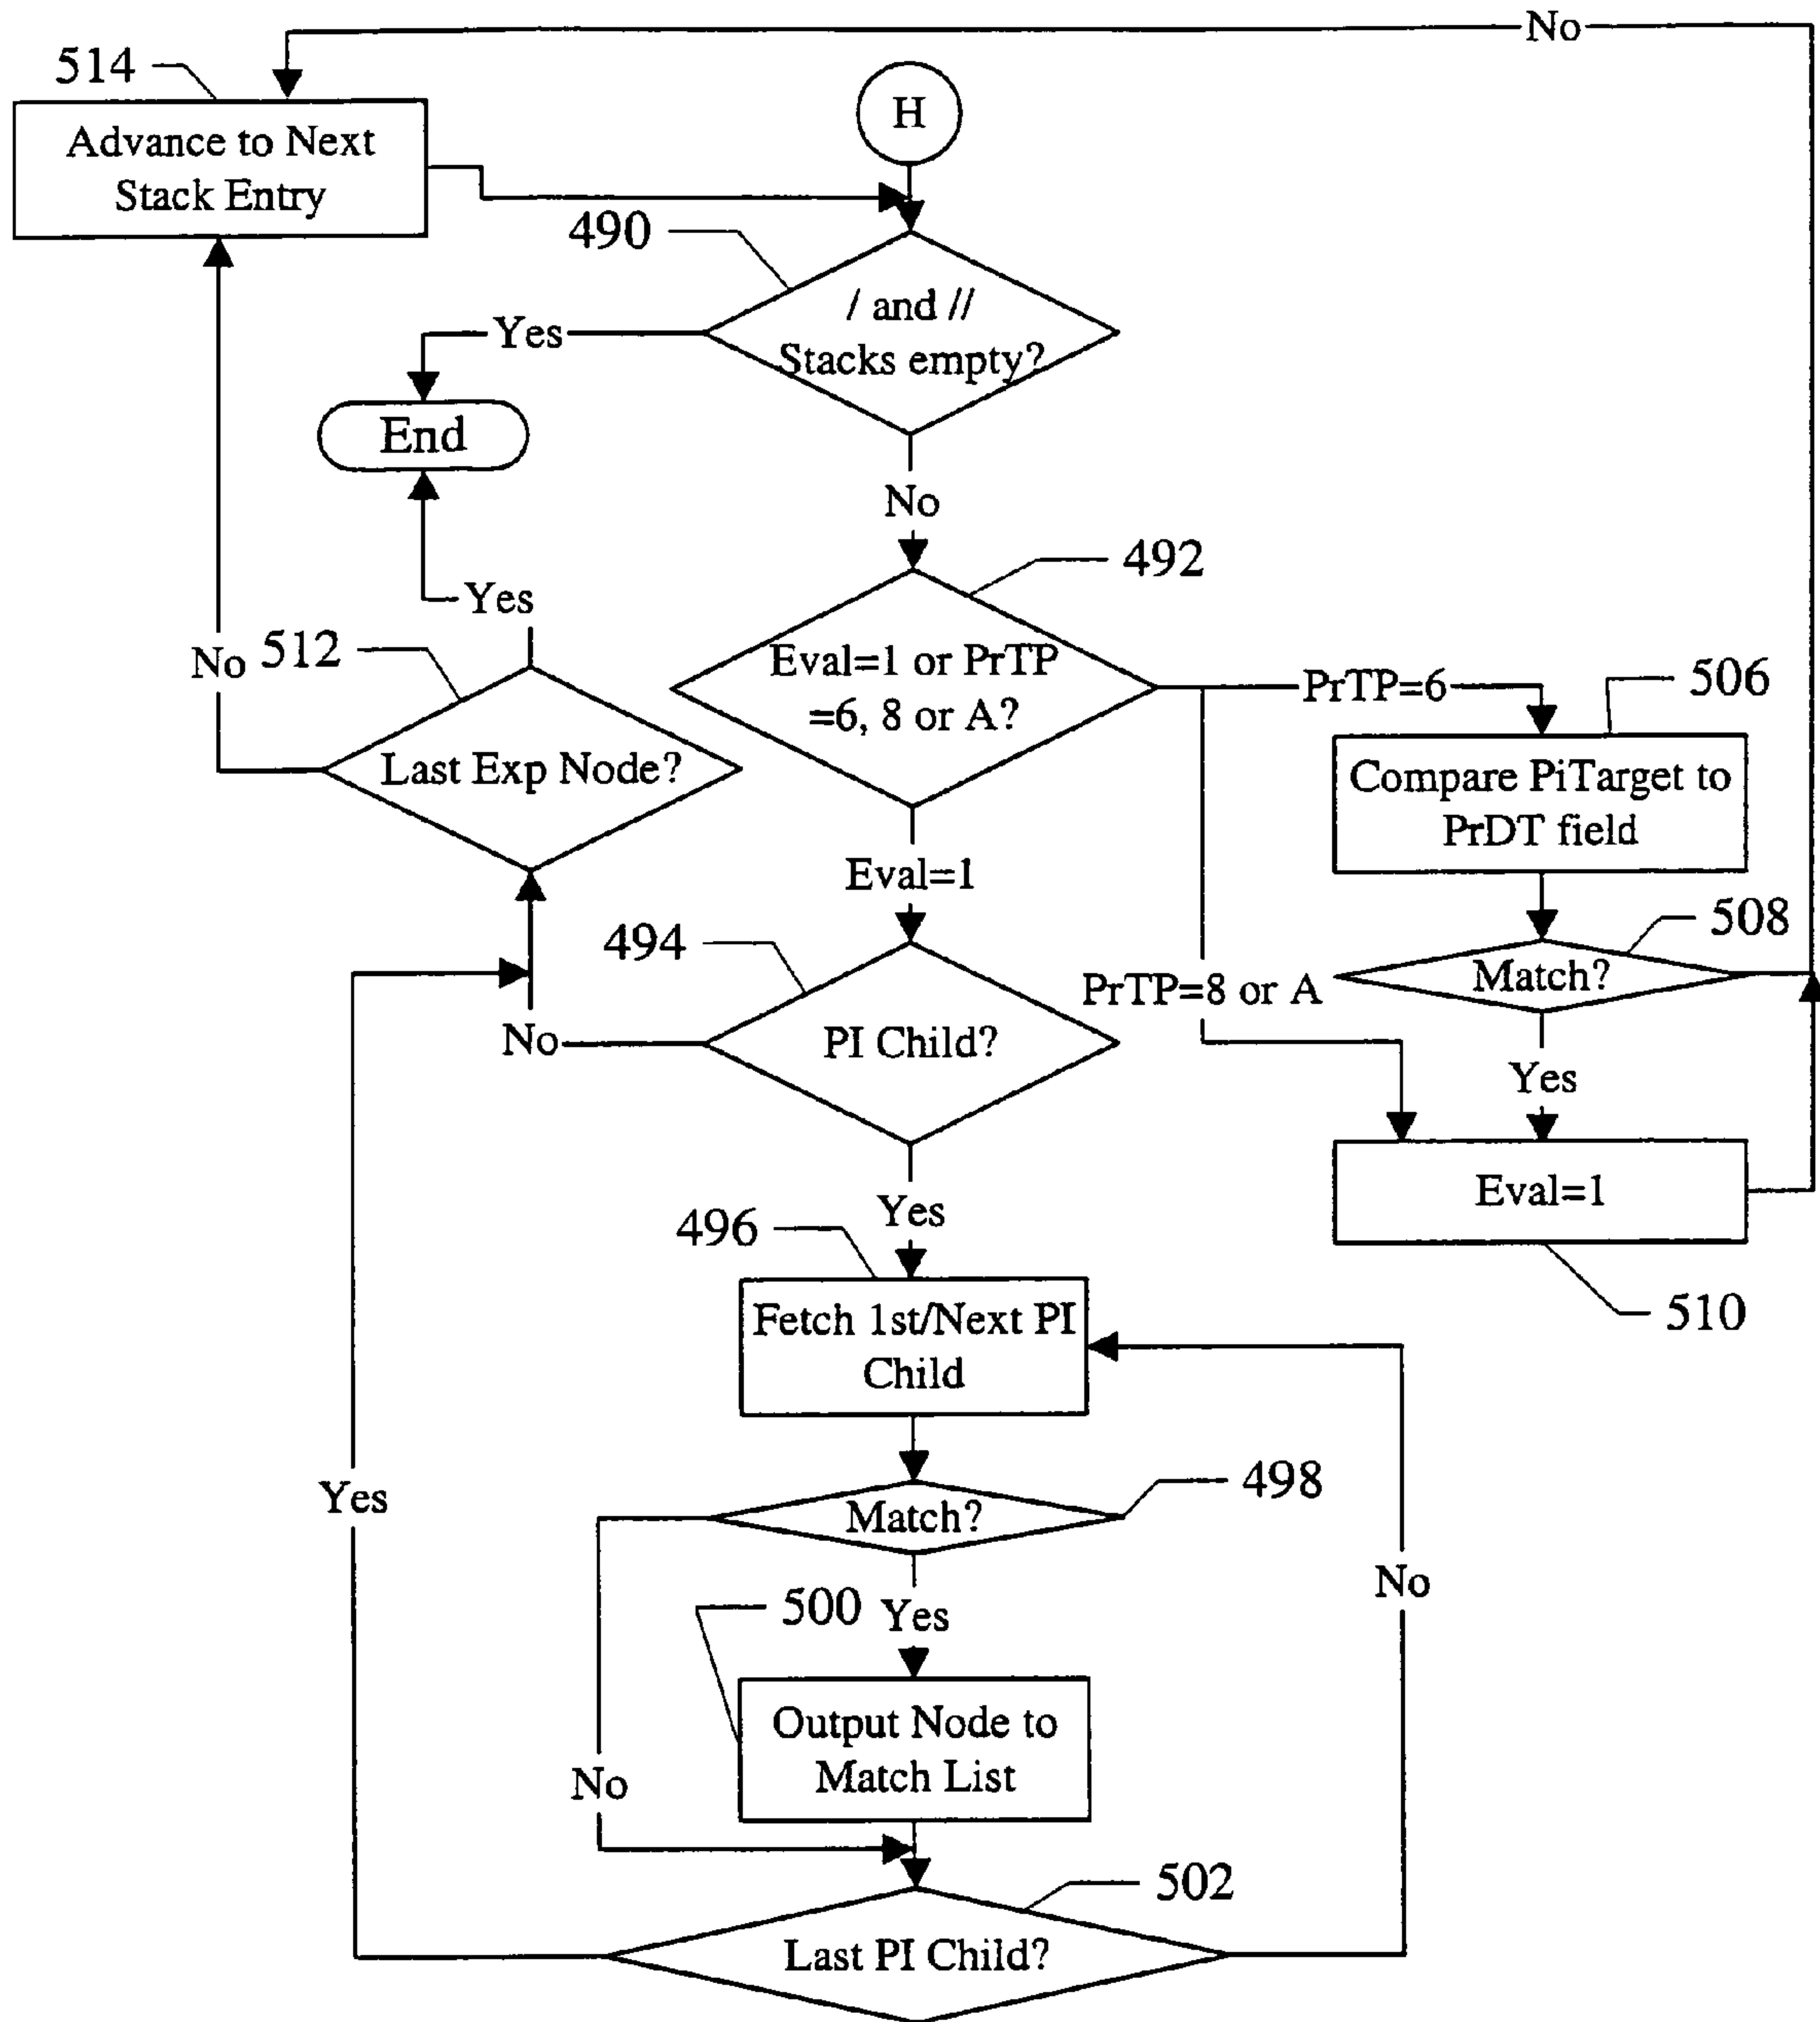 No
514
Advance to Next
Stack Entry
H
490
/ and //
Stacks empty?
Yes
End
No
492
Yes
No
512
Eval=1 or PrTP
=6, 8 or A?
PrTP=6
506
Last Exp Node?
Compare PiTarget to
PrDT field
Eval=1
494
508
Match?
PrTP=8 or A
PI Child?
No
Yes
Eval=1
Yes
496
510
Fetch 1st/Next PI
Child
Yes
498
Match?
No
500
Yes
Output Node to
Match List
No
502
Last PI Child?